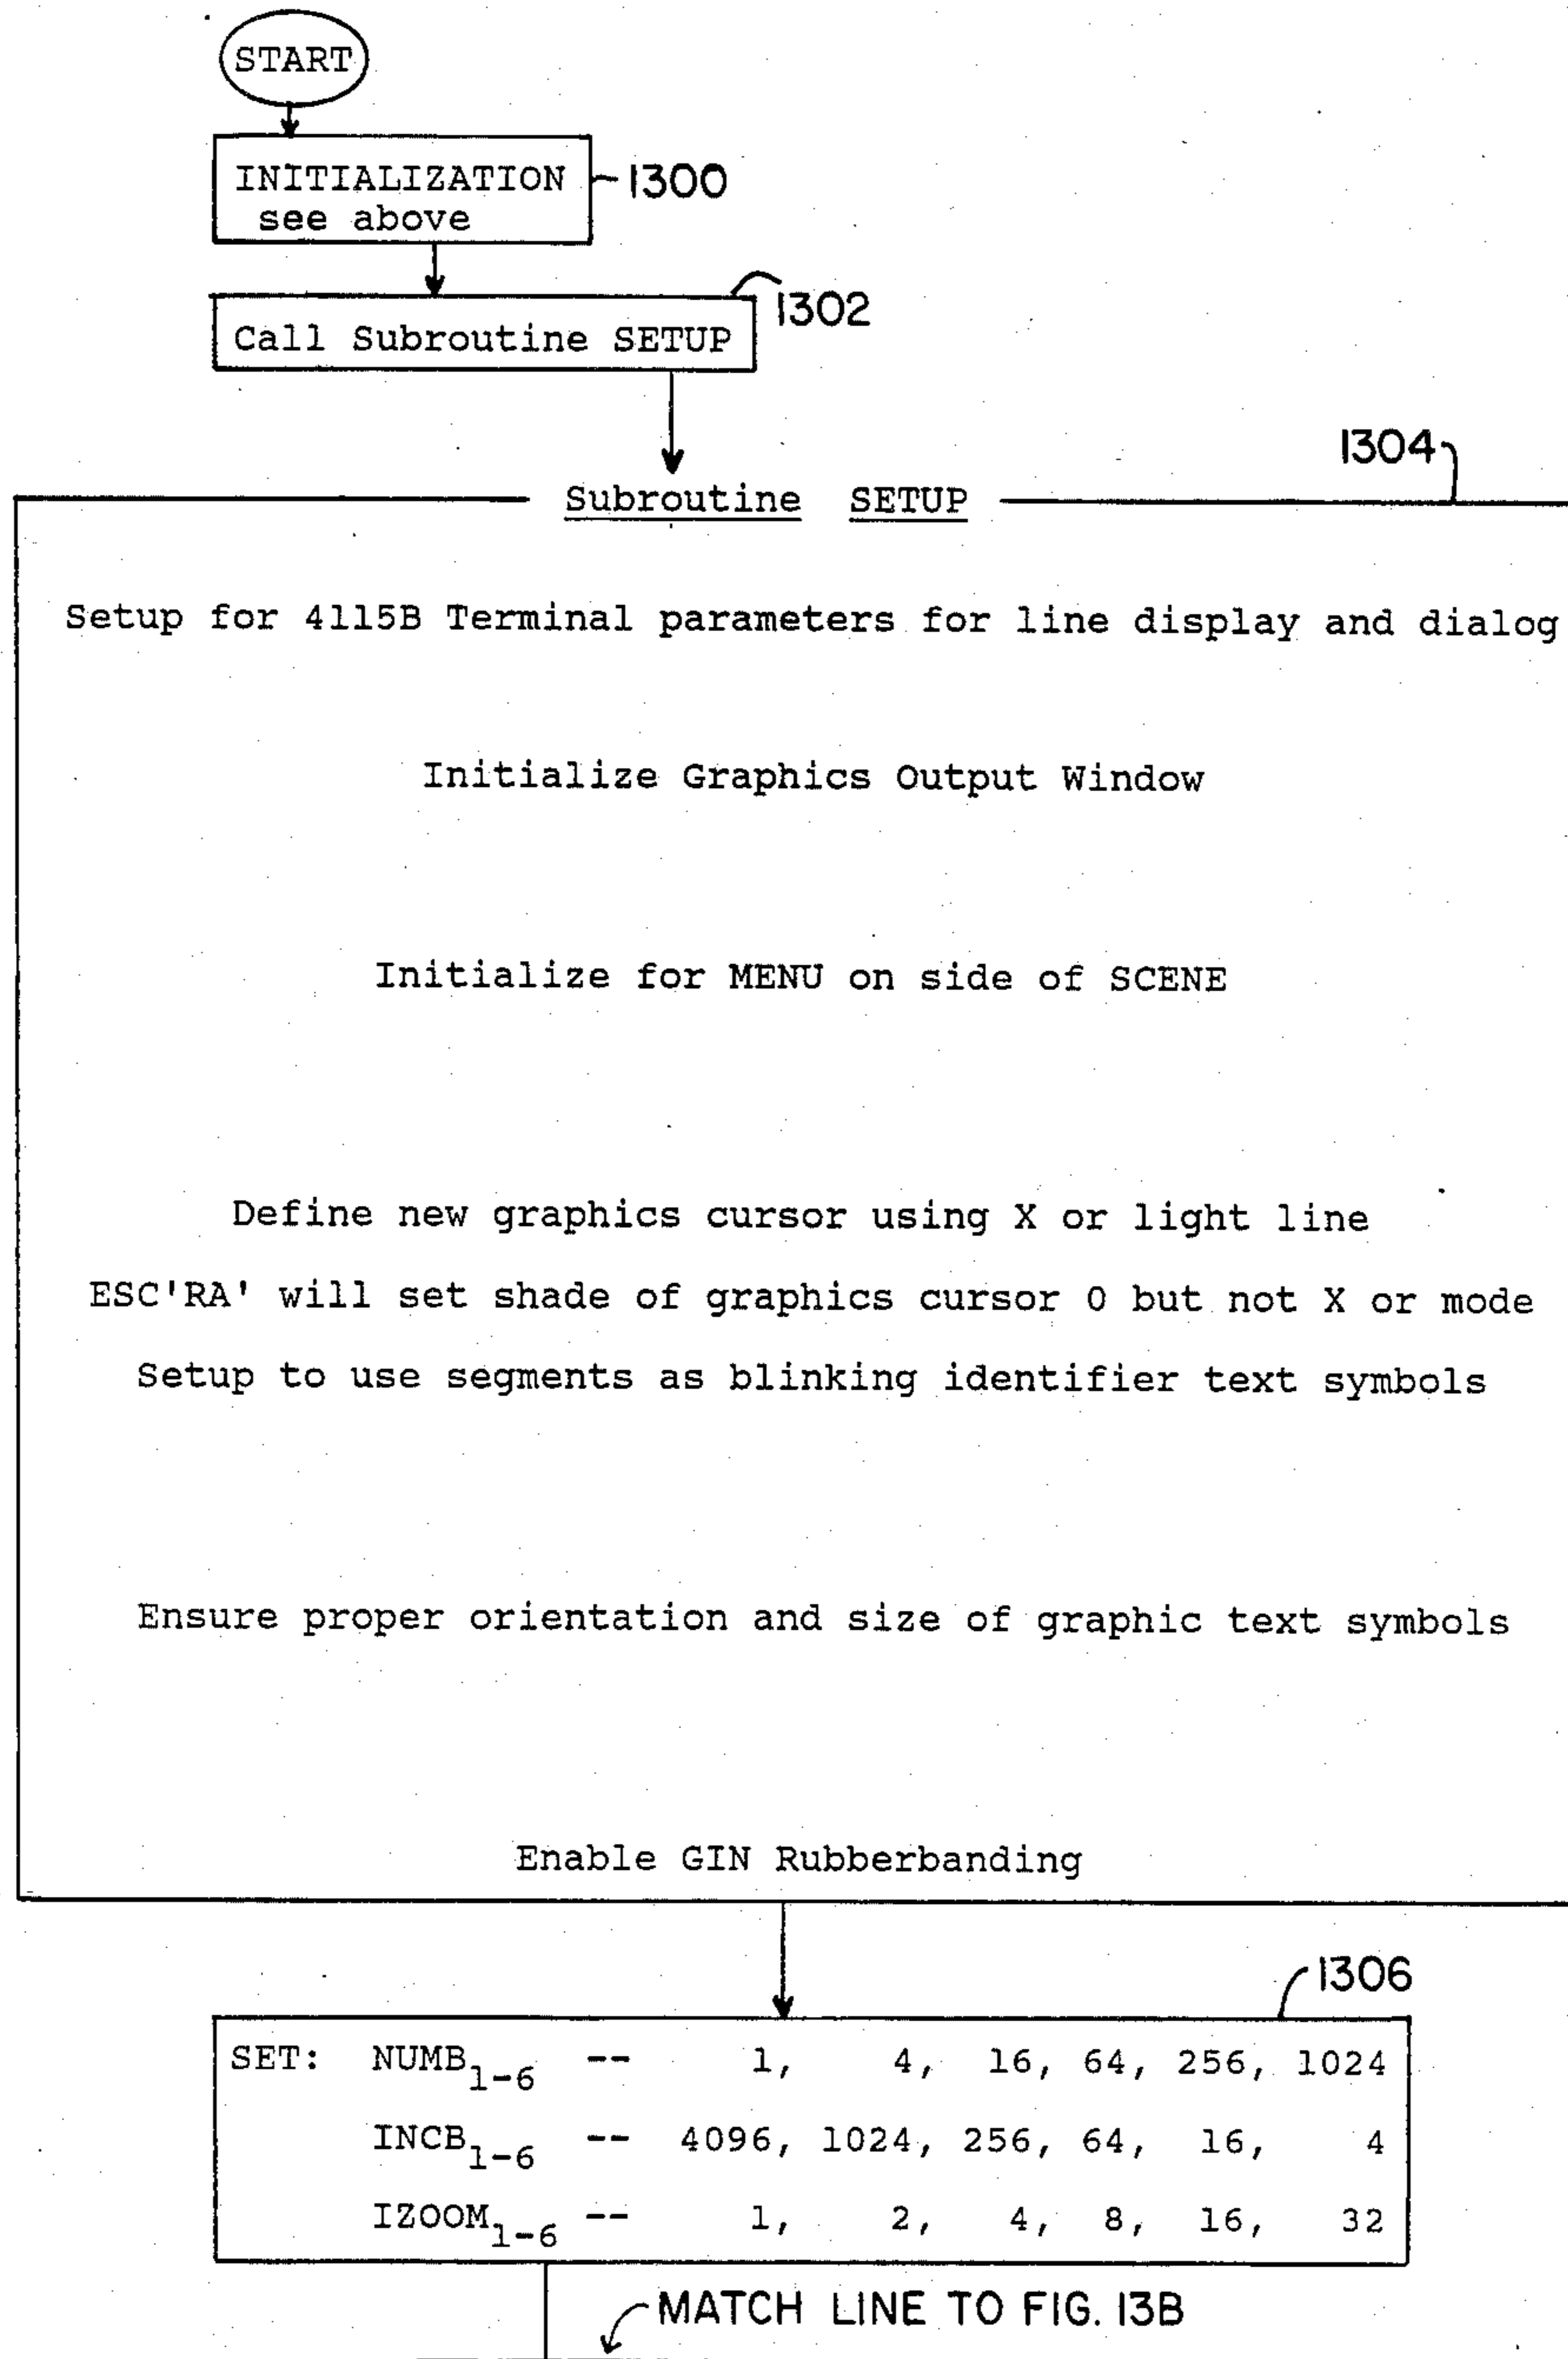 START
INITIALIZATION
see above
1300
1302
Call Subroutine SETUP
1304
Subroutine SETUP
Setup for 4115B Terminal parameters for line display and dialog
Initialize Graphics Output Window
Initialize for MENU on side of SCENE
Define new graphics cursor using X or light line
ESC'RA' will set shade of graphics cursor 0 but not X or mode
Setup to use segments as blinking identifier text symbols
Ensure proper orientation and size of graphic text symbols
Enable GIN Rubberbanding
1306
SET: NUMB1-6 -- 1, 4, 16, 64, 256, 1024
INCB1-6 -- 4096, 1024, 256, 64, 16, 4
IZOOM1-6 -- 1, 2, 4, 8, 16, 32
MATCH LINE TO FIG. 13B